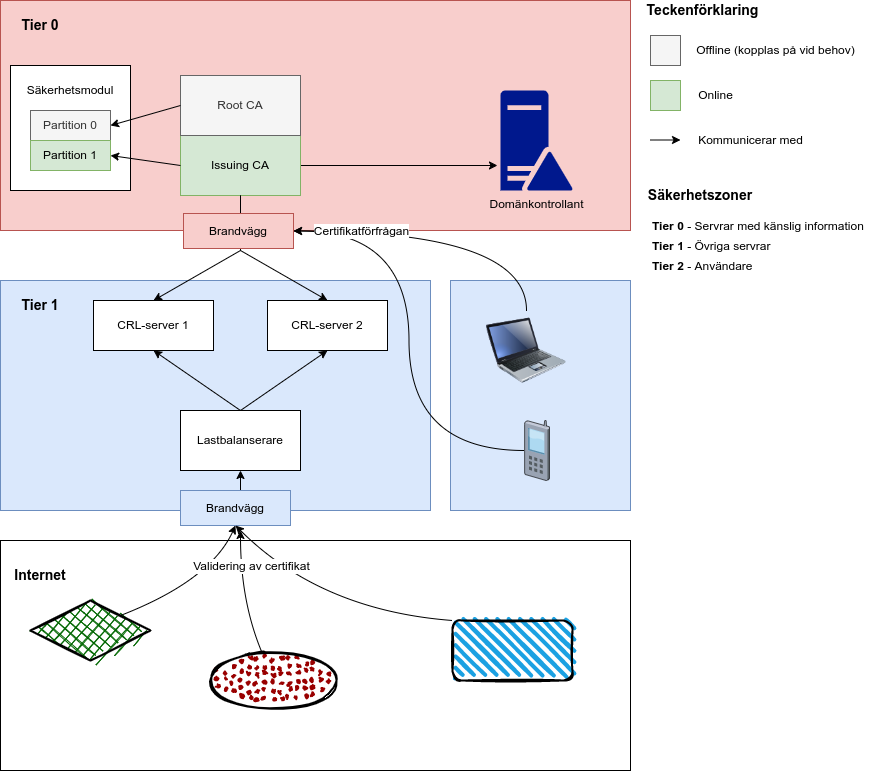 Tier 0
Säkerhetsmodul
Partition 0
Partition 1
Root CA
Issuing CA
Domänkontrollant
Brandvägg
Certifikatförfrågan
Tier 1
CRL-server 1
CRL-server 2
Lastbalanserare
Brandvägg
Validering av certifikat
Internet
Teckenförklaring
Offline (kopplas på vid behov)
Online
Kommunicerar med
Säkerhetszoner
Tier 0 - Servrar med känslig information
Tier 1 - Övriga servrar
Tier 2 - Användare